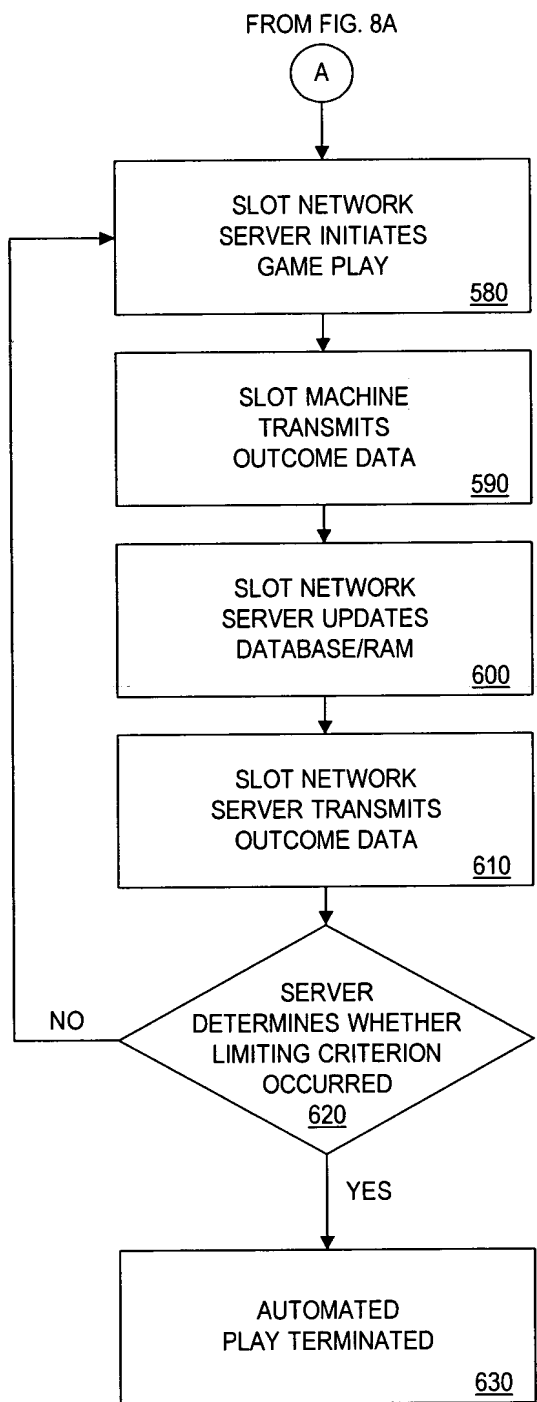 FROM FIG. 8A
A
SLOT NETWORK
SERVER INITIATES
GAME PLAY
580
SLOT MACHINE
TRANSMITS
OUTCOME DATA
590
SLOT NETWORK
SERVER UPDATES
DATABASE/RAM
600
SLOT NETWORK
SERVER TRANSMITS
OUTCOME DATA
610
SERVER
DETERMINES WHETHER
LIMITING CRITERION
OCCURRED
620
NO
YES
AUTOMATED
PLAY TERMINATED
630